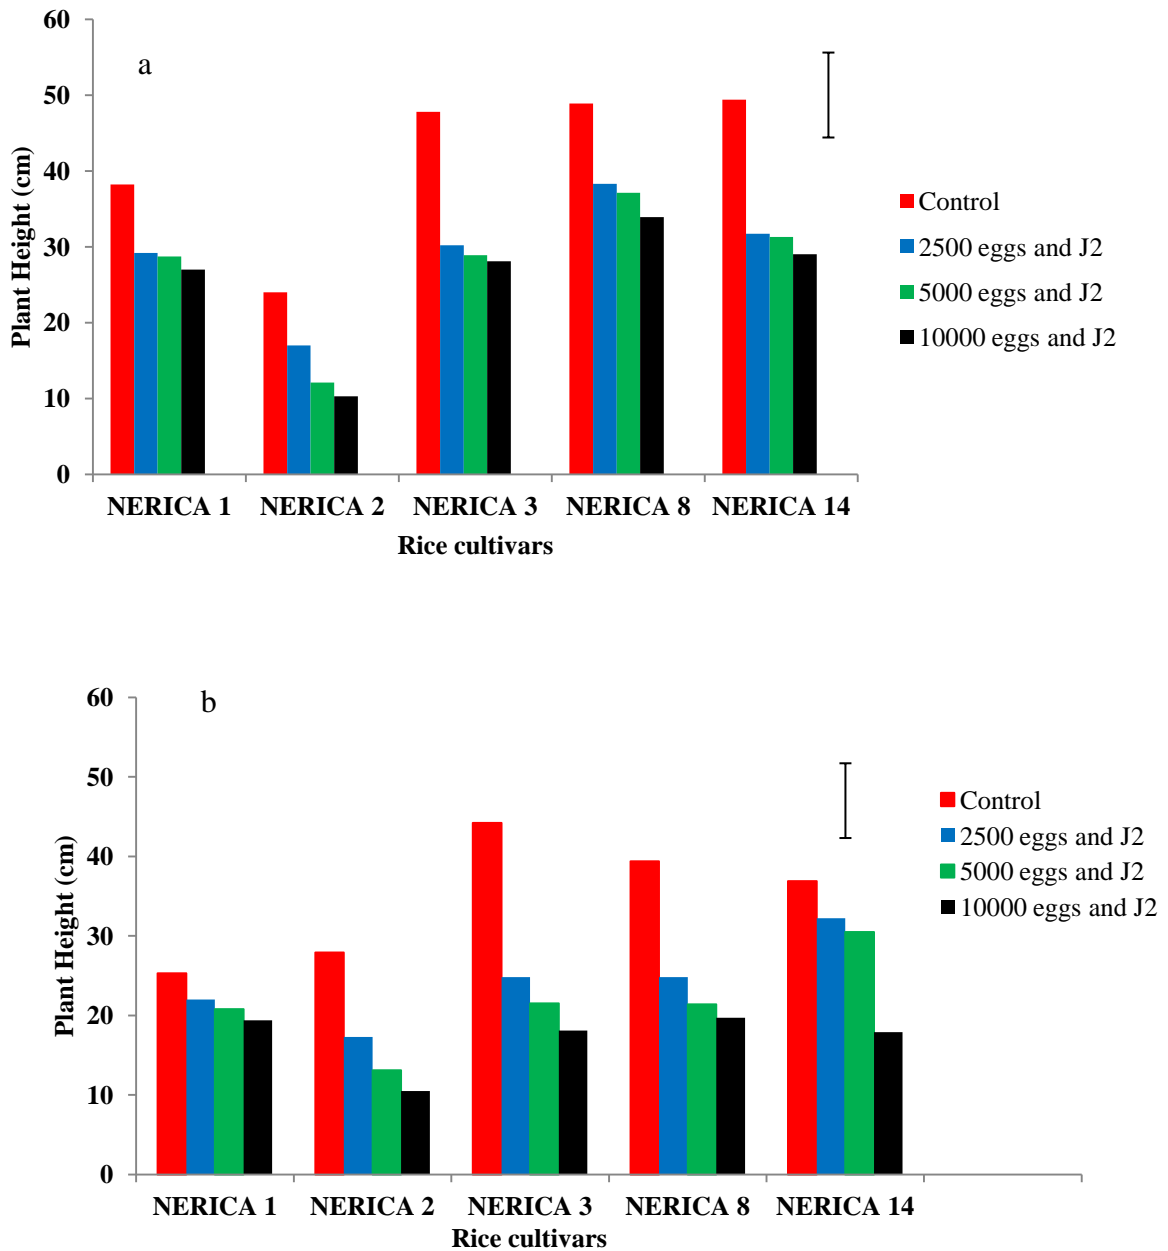 a
60
50
40
30
20
10
0
Plant Height (cm)
NERICA 1 NERICA 2 NERICA 3 NERICA 8 NERICA 14
Rice cultivars
Control
2500 eggs and J2
5000 eggs and J2
10000 eggs and J2
b
60
50
40
30
20
10
0
Plant Height (cm)
NERICA 1 NERICA 2 NERICA 3 NERICA 8 NERICA 14
Rice cultivars
Control
2500 eggs and J2
5000 eggs and J2
10000 eggs and J2